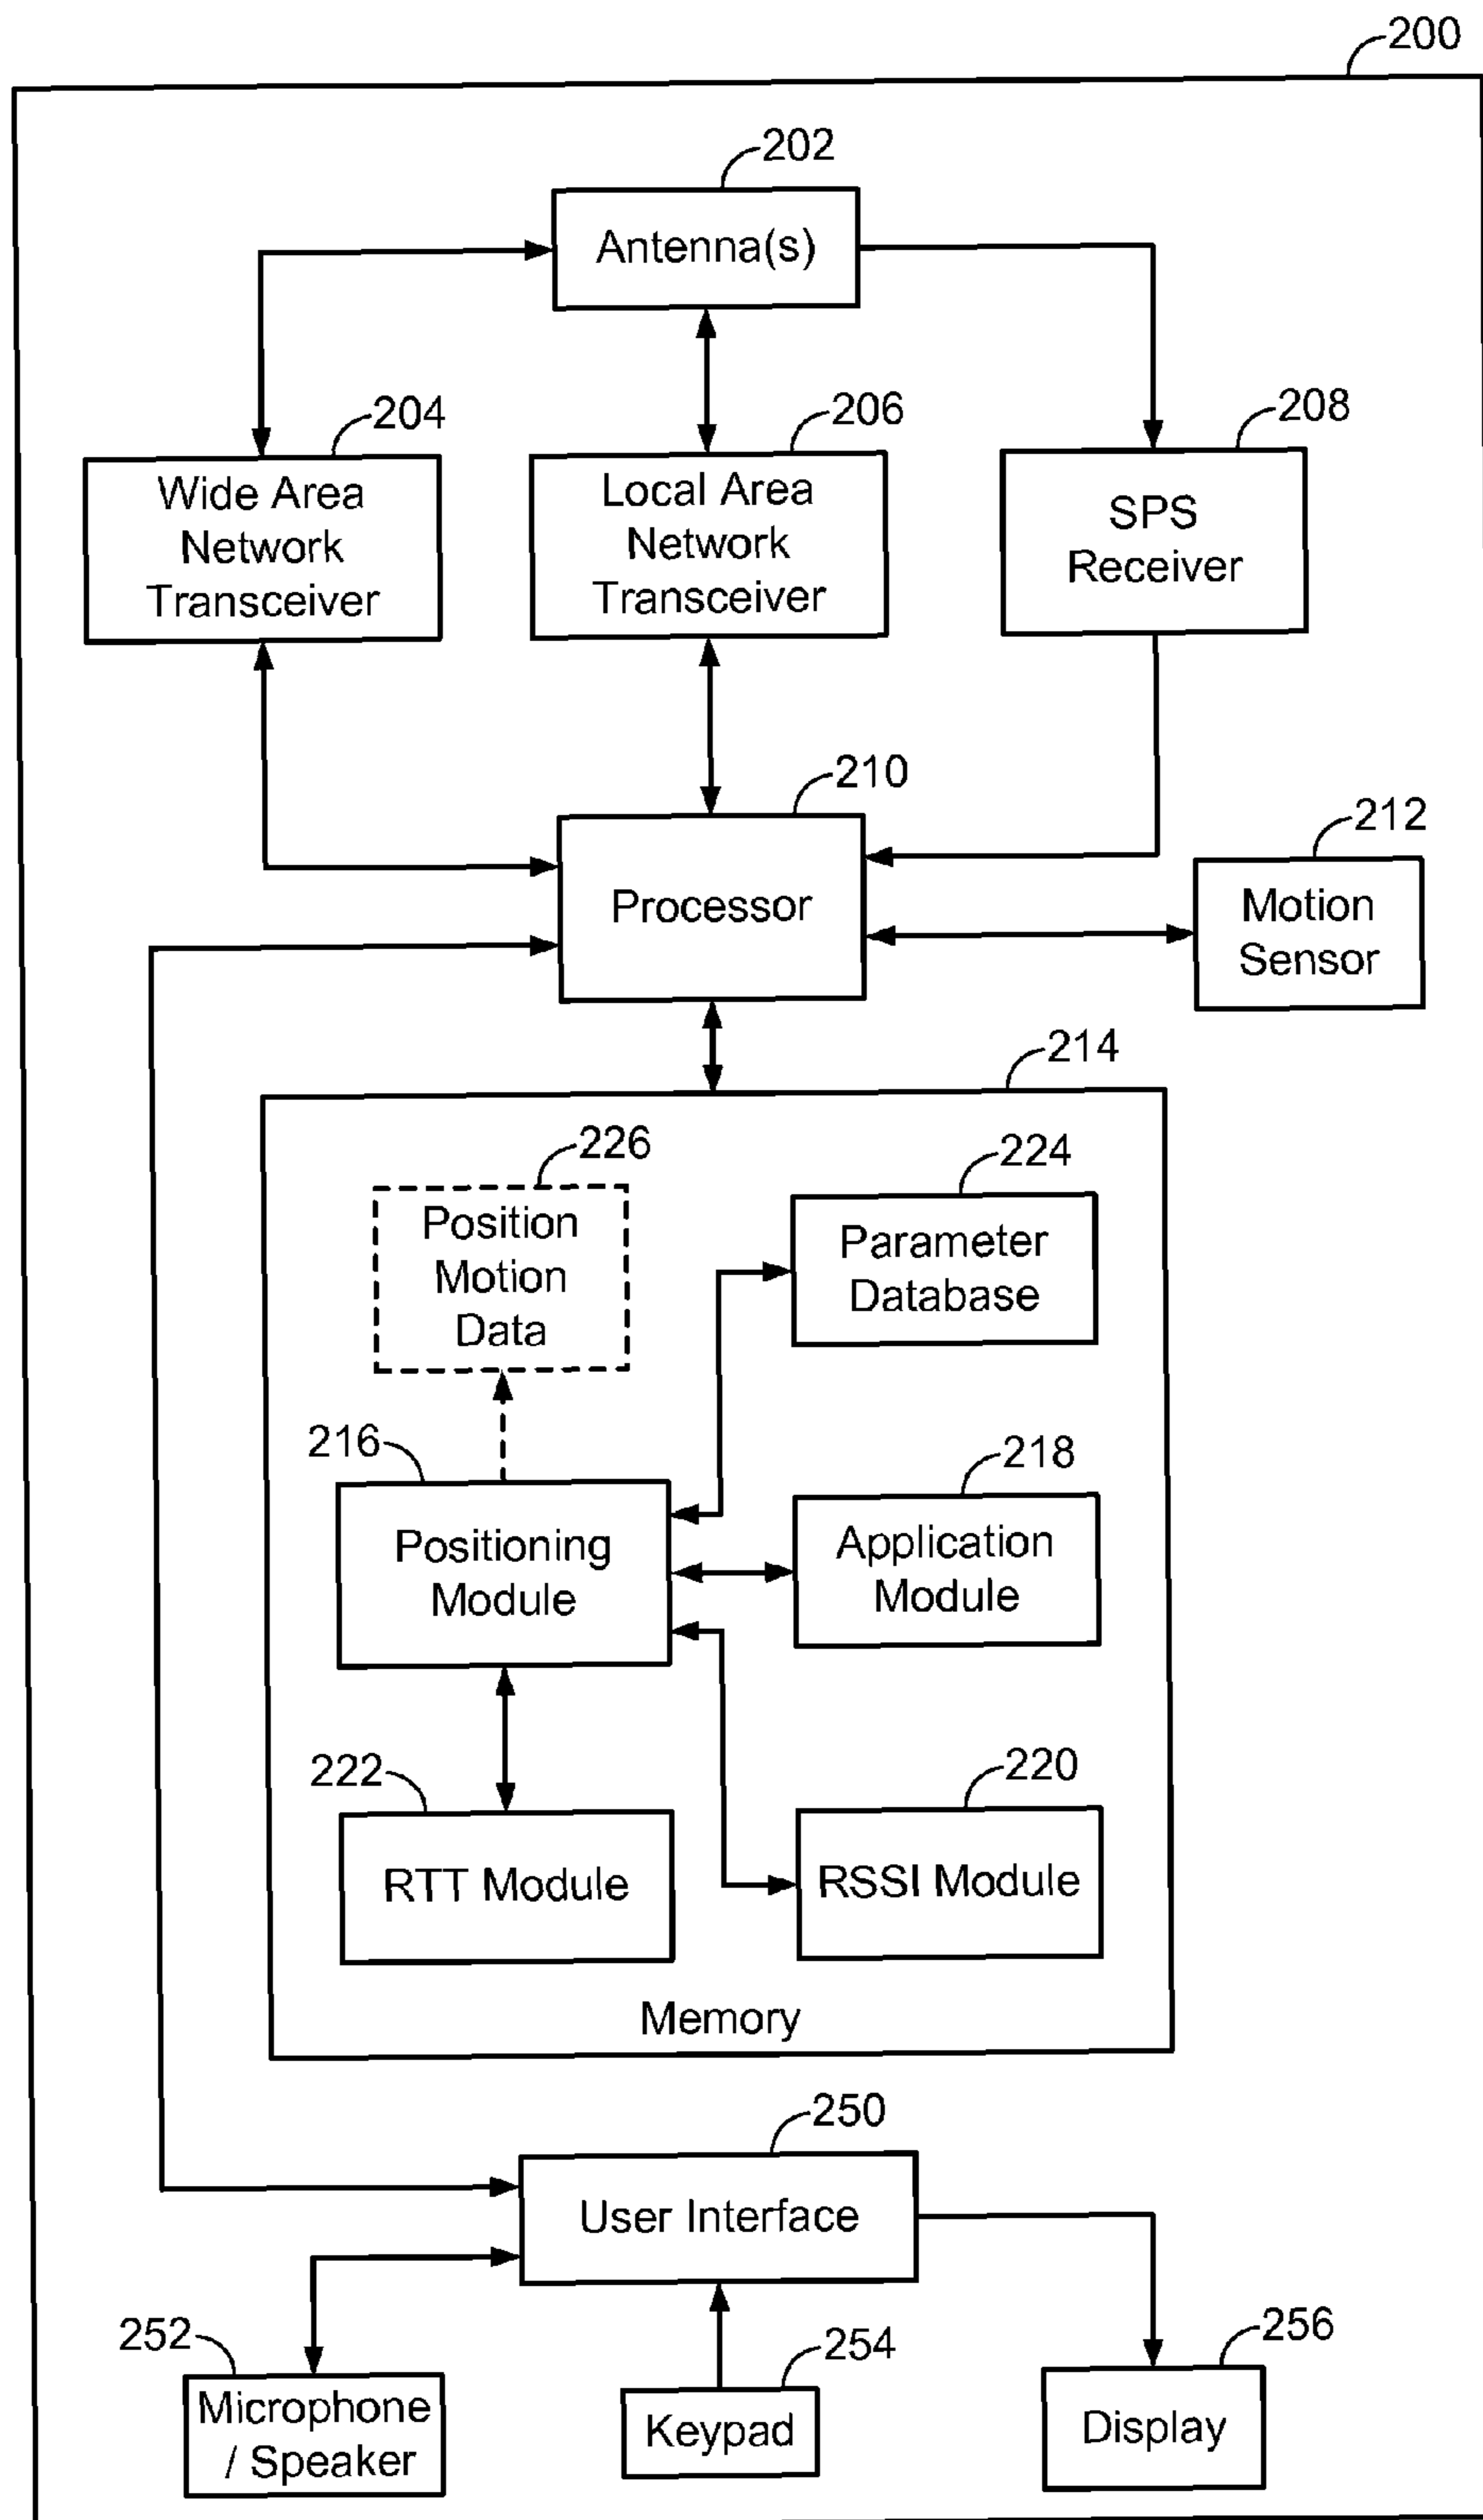 200
202
Antenna(s)
204
206
208
Wide Area
Network
Transceiver
Local Area
Network
Transceiver
SPS
Receiver
210
212
Processor
Motion
Sensor
214
226
224
Position
Motion
Data
Parameter
Database
216
218
Positioning
Module
Application
Module
222
220
RTT Module
RSSI Module
Memory
250
User Interface
252
254
256
Microphone
/ Speaker
Keypad
Display